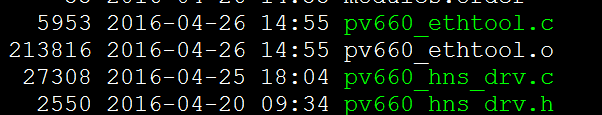 5953 2016-04-26 14:55 pv660_ethtool.c
213816 2016-04-26 14:55 pv660_ethtool.o
27308 2016-04-25 18:04 pv660_hns_drv.c
2550 2016-04-20 09:34 pv660_hns_drv.h